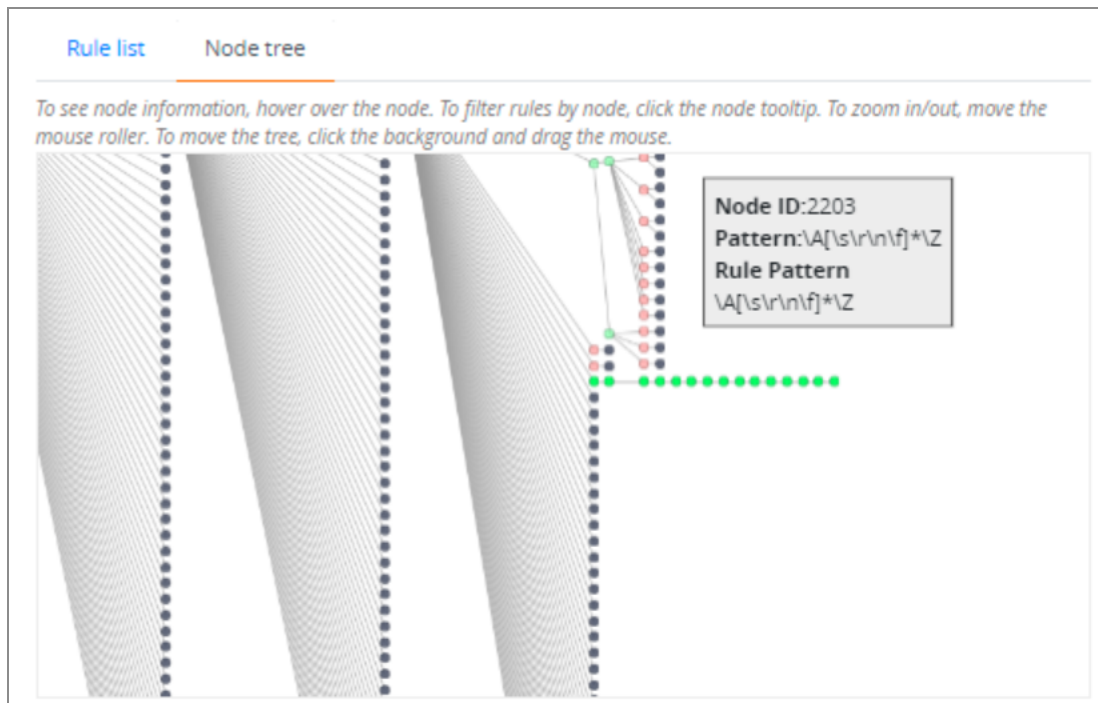 Rule list
Node tree
To see node information, hover over the node. To filter rules by node, click the node tooltip. To zoom in/out, move the
mouse roller. To move the tree, click the background and drag the mouse.
Node ID:2203
Pattern:\A[\s\r\n\f]*\Z
Rule Pattern
\A[\s\r\n\f]*\Z